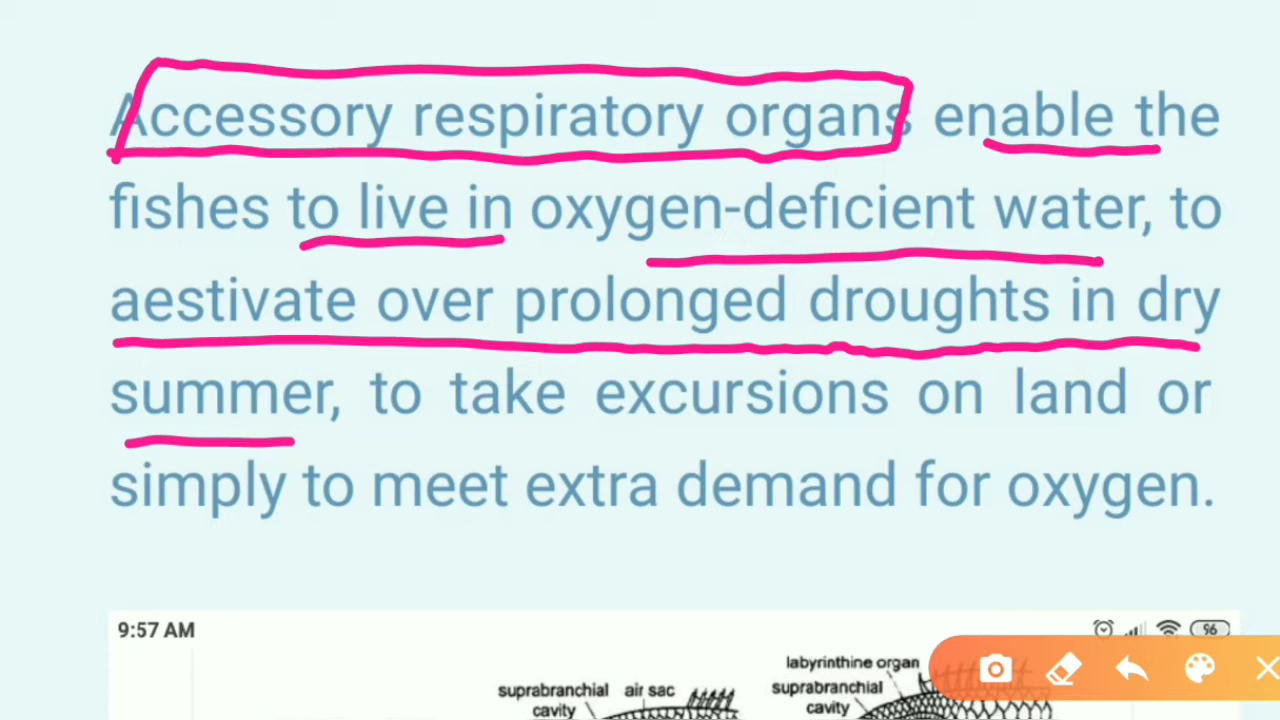 Accessory respiratory organs enable the
fishes to live in oxygen-deficient water, to
aestivate over prolonged droughts in dry
summer, to take excursions on land or
simply to meet extra demand for oxygen.
9:57 AM
96
labyrinthine organ
suprabranchial air sac
cavity
suprabranchial
cavity